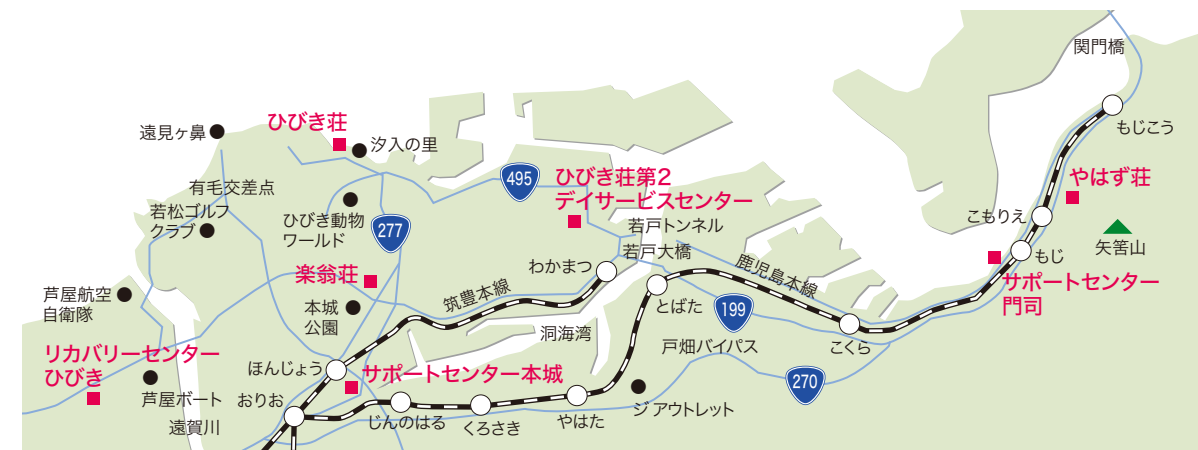 関門橋
もじこう
遠見ヶ鼻
ひびき荘
汐入の里
有毛交差点
若松ゴルフ
クラブ
ひびき動物
ワールド
277
495
ひびき荘第2
デイサービスセンター
若戸トンネル
若戸大橋
やはず荘
こもりえ
もじ
矢筈山
サポートセンター
門司
芦屋航空
自衛隊
楽翁荘
本城
公園
筑豊本線
わかまつ
鹿児島本線
とばた
199
こくら
洞海湾
戸畑バイパス
270
リカバリーセンター
ひびき
芦屋ボート
遠賀川
ほんじょう
おりお
サポートセンター本城
じんのはる
くろさき
やはた
ジ アウトレット